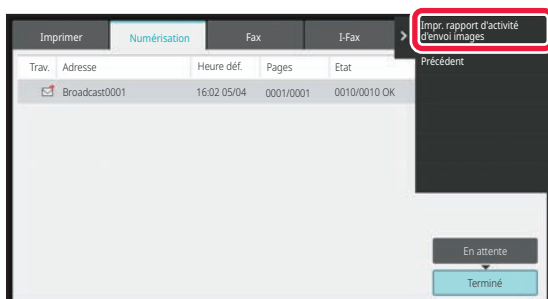 Imprimer Numérisation Fax I-Fax
Impr. rapport d'activité
d'envoi images
Précédent
Trav. Adresse Heure déf. Pages Etat
Broadcast0001 16:02 05/04 0001/0001 0010/0010 OK
En attente
Terminé